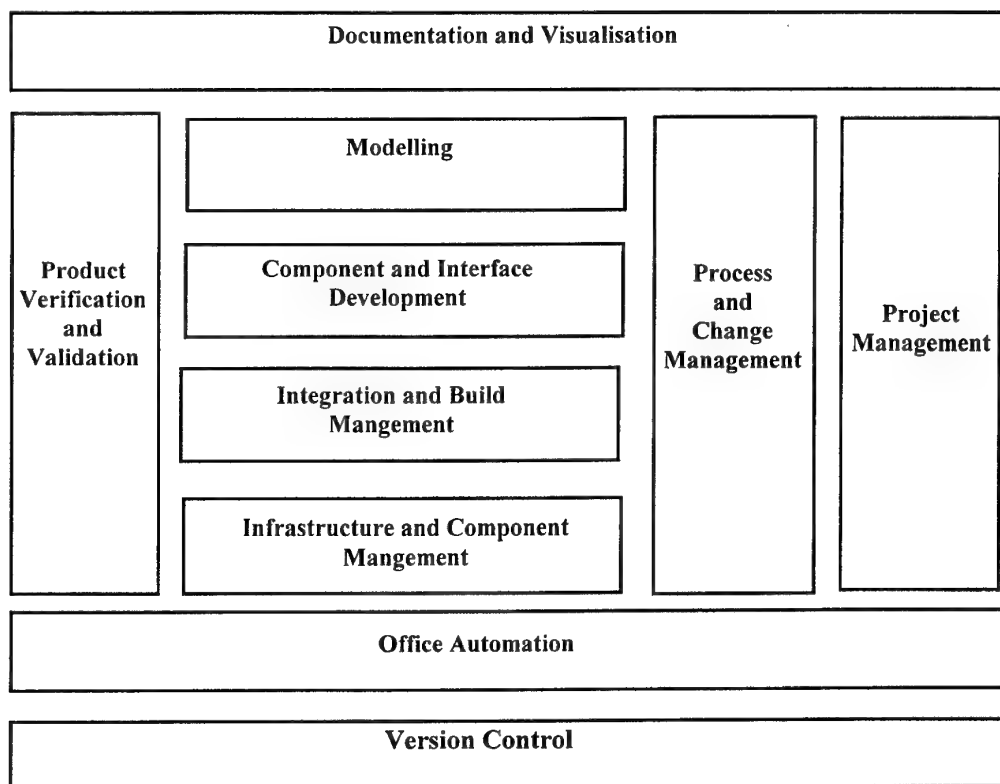 Documentation and Visualisation
Product
Verification
and
Validation
Modelling
Component and Interface
Development
Integration and Build
Mangement
Infrastructure and Component
Mangement
Process
and
Change
Management
Project
Management
Office Automation
Version Control